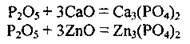 P₂O₅ + 3CaO = Ca₃(PO₄)₂
P₂O₅ + 3ZnO = Zn₃(PO₄)₂